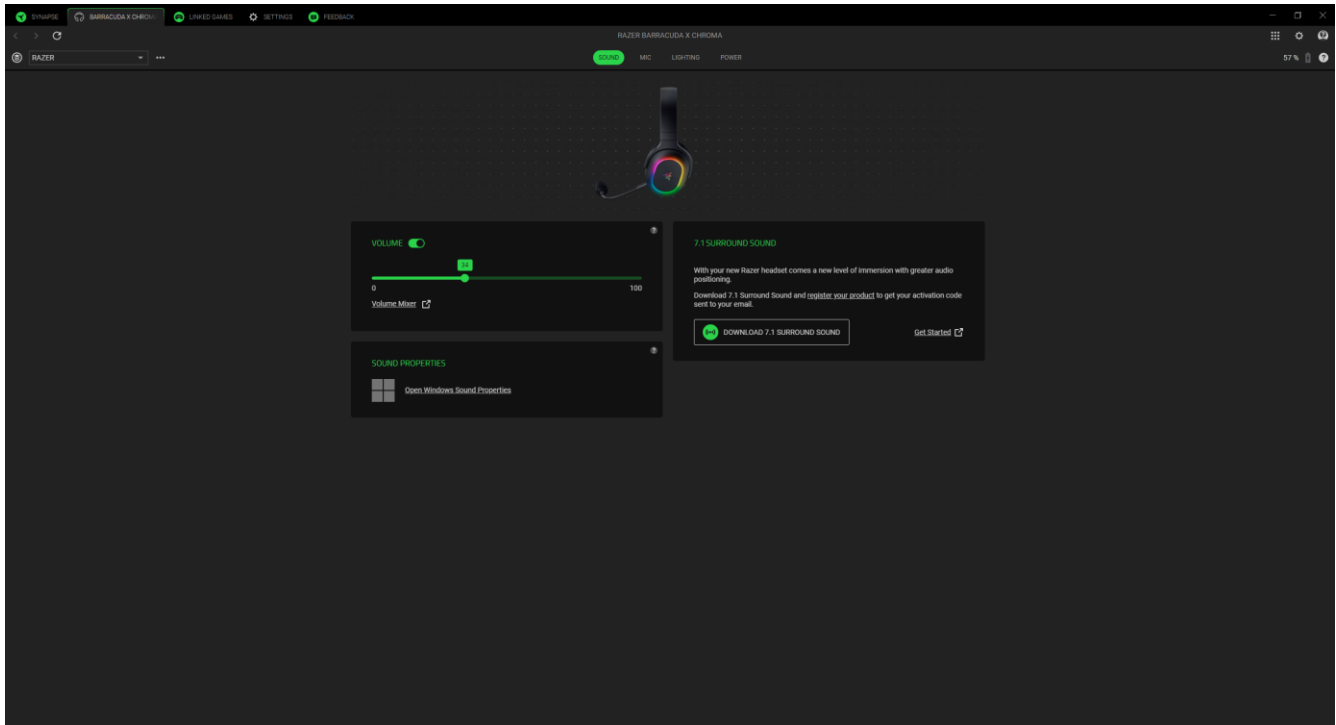 SYNAPSE
BARRACUDA X CHROMA
LINKED GAMES
SETTINGS
FEEDBACK
RAZER BARRACUDA X CHROMA
RAZER
SOUND
MIC
LIGHTING
POWER
57 %
VOLUME
34
0
100
Volume Mixer
SOUND PROPERTIES
Open Windows Sound Properties
7.1 SURROUND SOUND
With your new Razer headset comes a new level of immersion with greater audio
positioning.
Download 7.1 Surround Sound and register your product to get your activation code
sent to your email.
DOWNLOAD 7.1 SURROUND SOUND
Get Started